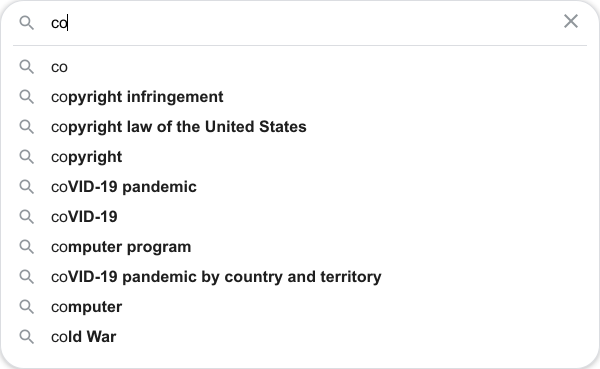 co
co
copyright infringement
copyright law of the United States
copyright
coVID-19 pandemic
coVID-19
computer program
coVID-19 pandemic by country and territory
computer
cold War